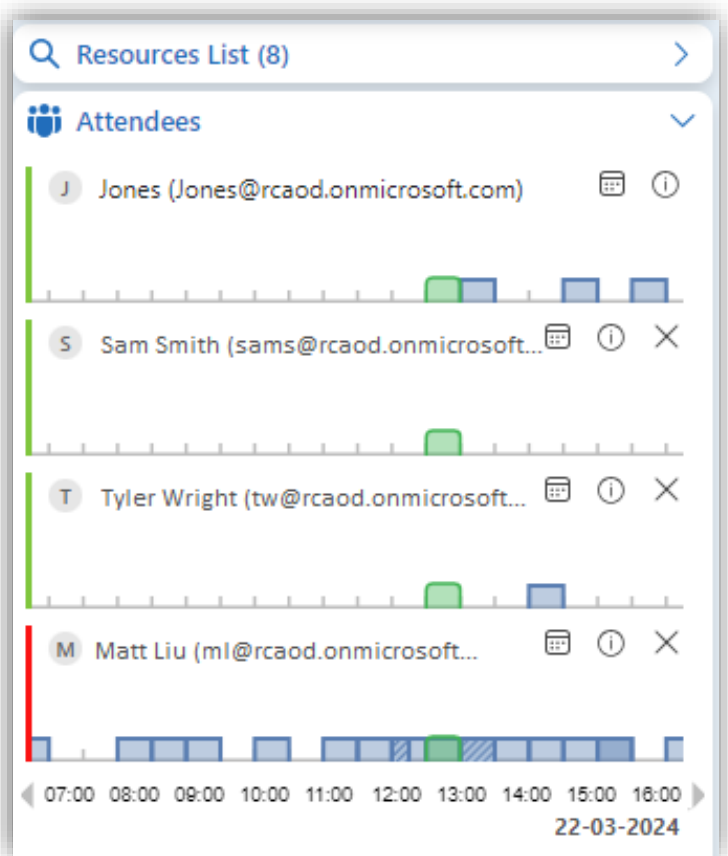 Resources List (8)
Attendees
J Jones (Jones@rcaod.onmicrosoft.com)
S Sam Smith (sams@rcaod.onmicrosoft...
T Tyler Wright (tw@rcaod.onmicrosoft...
M Matt Liu (ml@rcaod.onmicrosoft...
07:00 08:00 09:00 10:00 11:00 12:00 13:00 14:00 15:00 16:00
22-03-2024